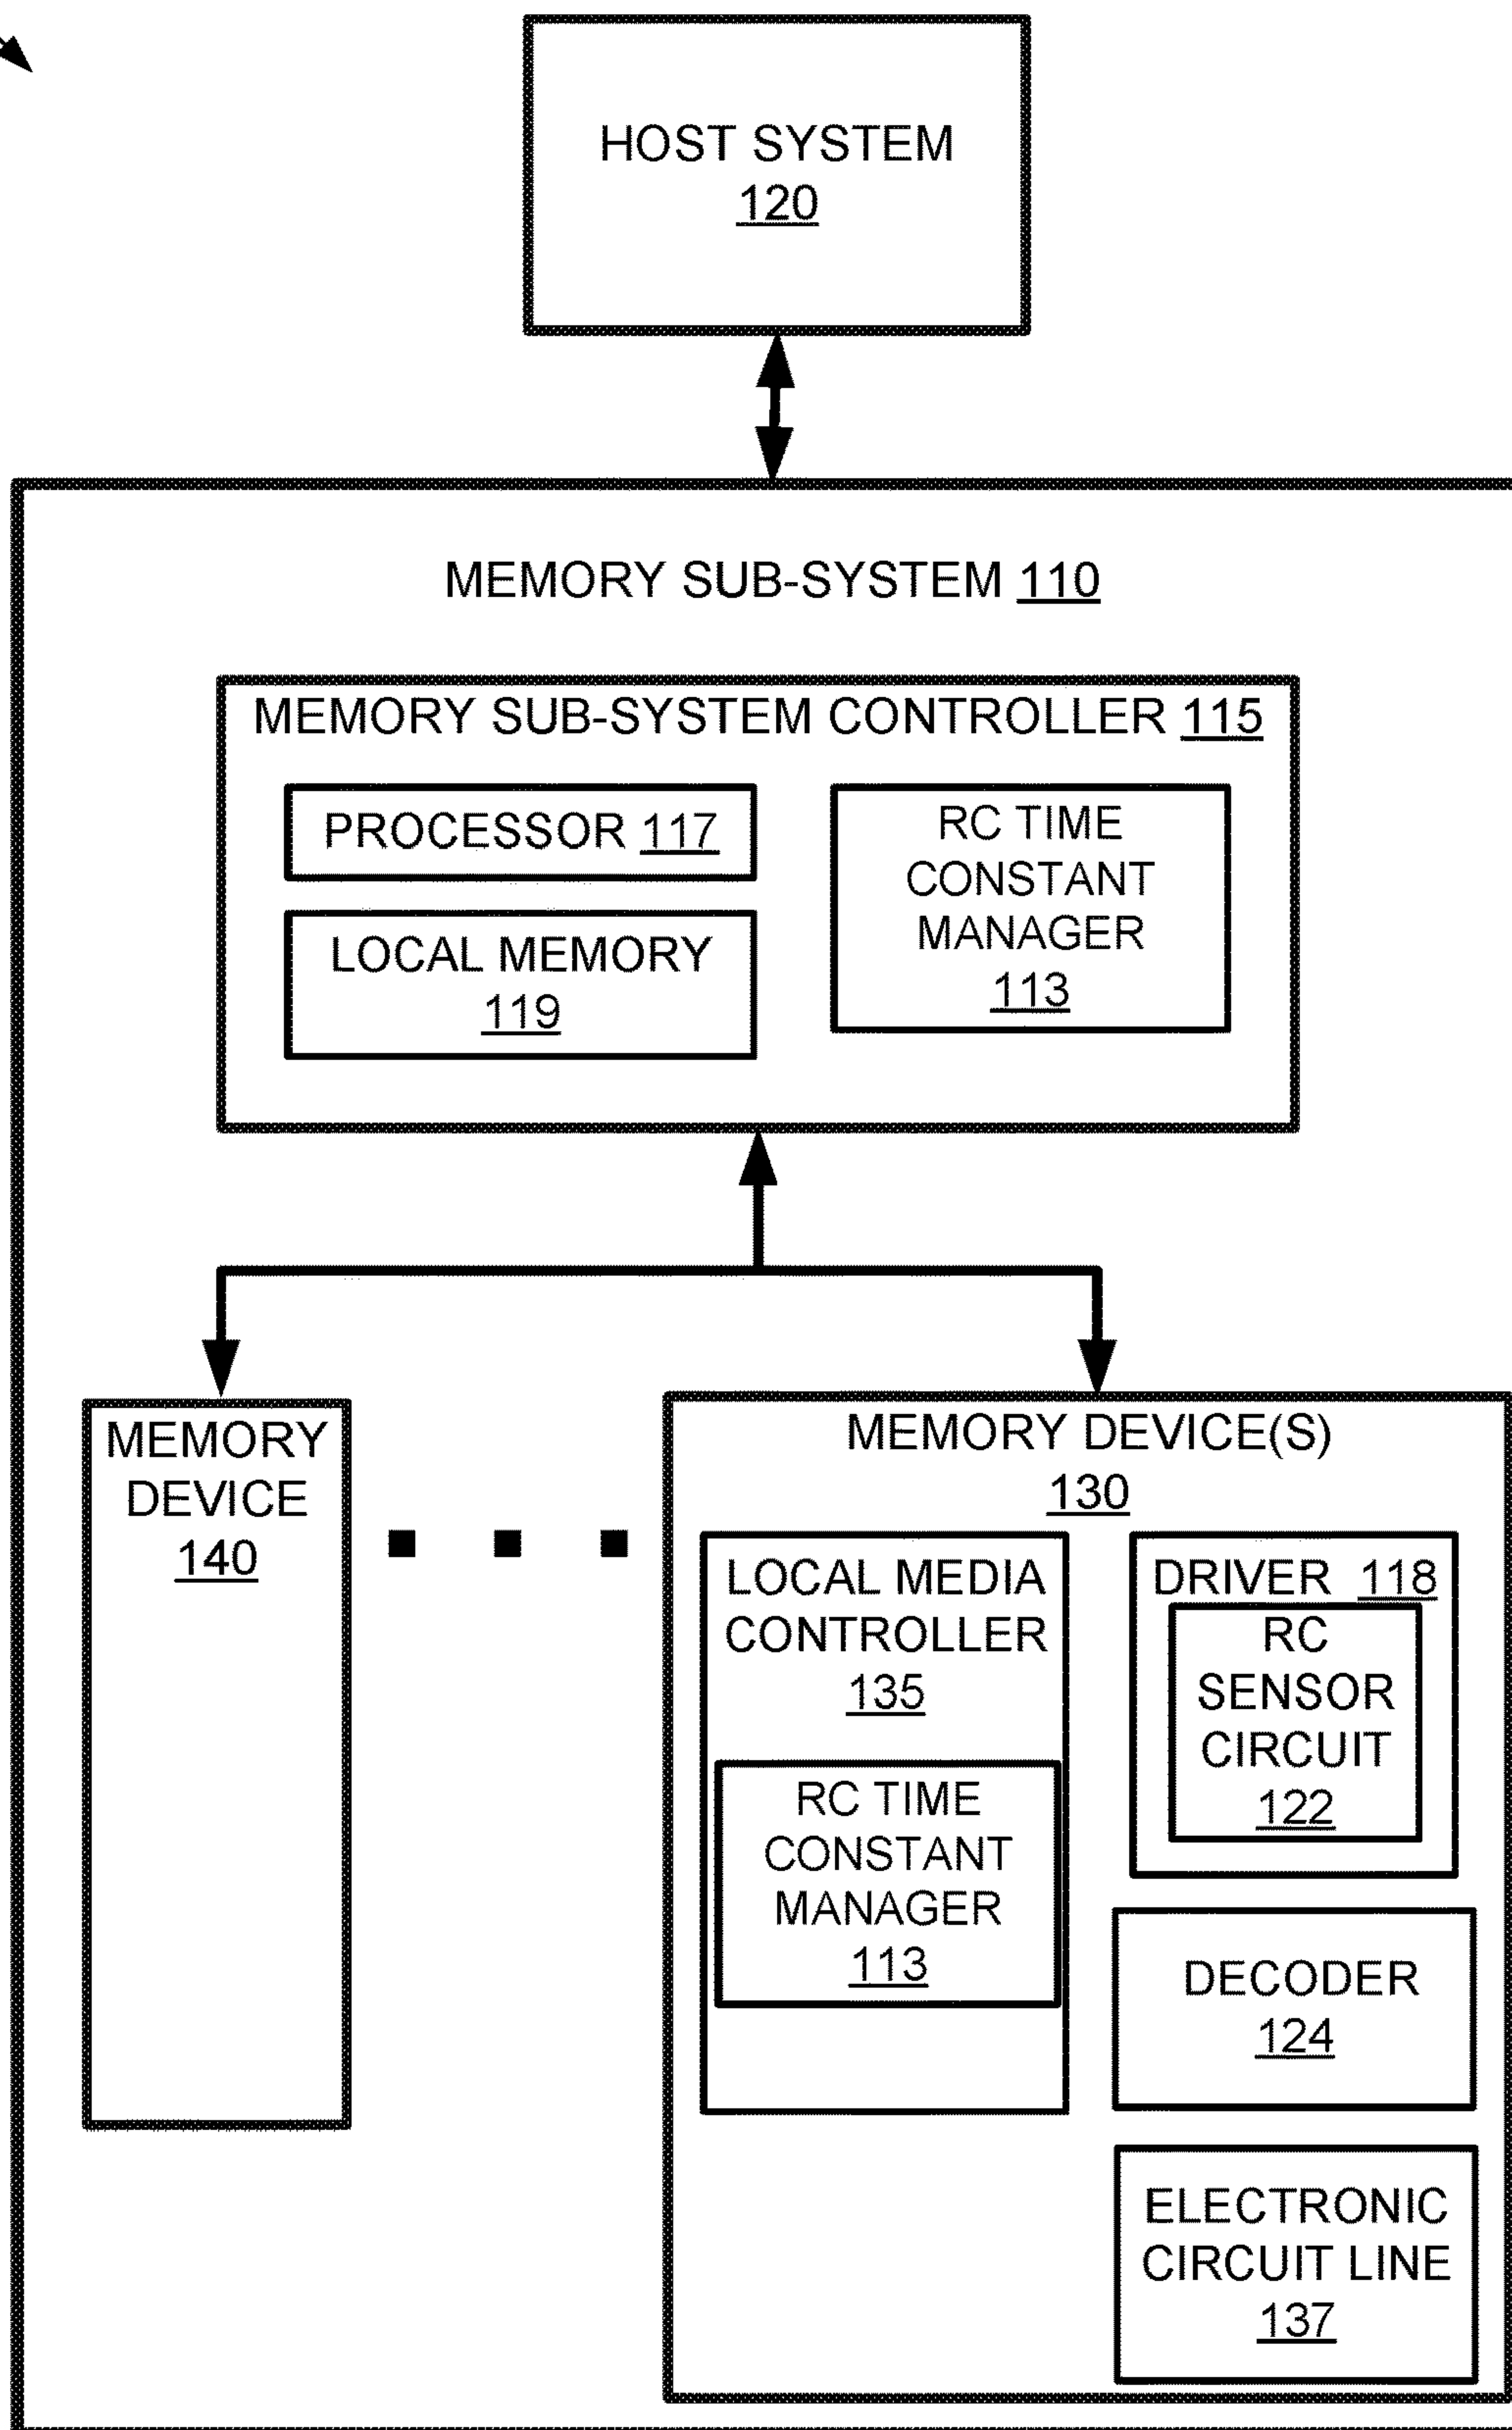 HOST SYSTEM
120
MEMORY SUB-SYSTEM 110
MEMORY SUB-SYSTEM CONTROLLER 115
PROCESSOR 117
LOCAL MEMORY
119
RC TIME
CONSTANT
MANAGER
113
MEMORY
DEVICE
140
MEMORY DEVICE(S)
130
LOCAL MEDIA
CONTROLLER
135
RC TIME
CONSTANT
MANAGER
113
DRIVER 118
RC
SENSOR
CIRCUIT
122
DECODER
124
ELECTRONIC
CIRCUIT LINE
137